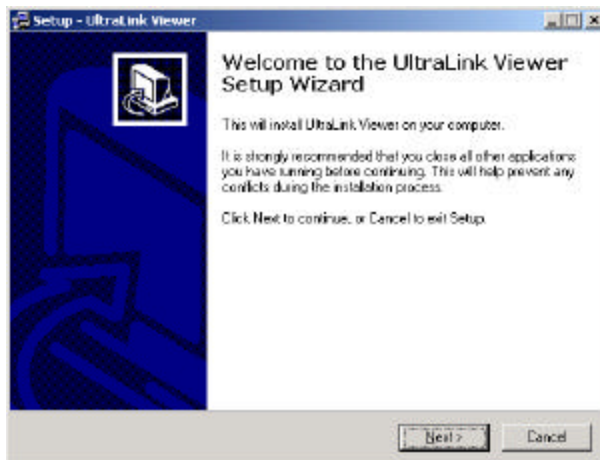 Setup - UltraLink Viewer
Welcome to the UltraLink Viewer
Setup Wizard
This will install UltraLink Viewer on your computer.
It is strongly recommended that you close all other applications
you have running before continuing. This will help prevent any
conflicts during the installation process.
Click Next to continue, or Cancel to exit Setup.
Next >
Cancel